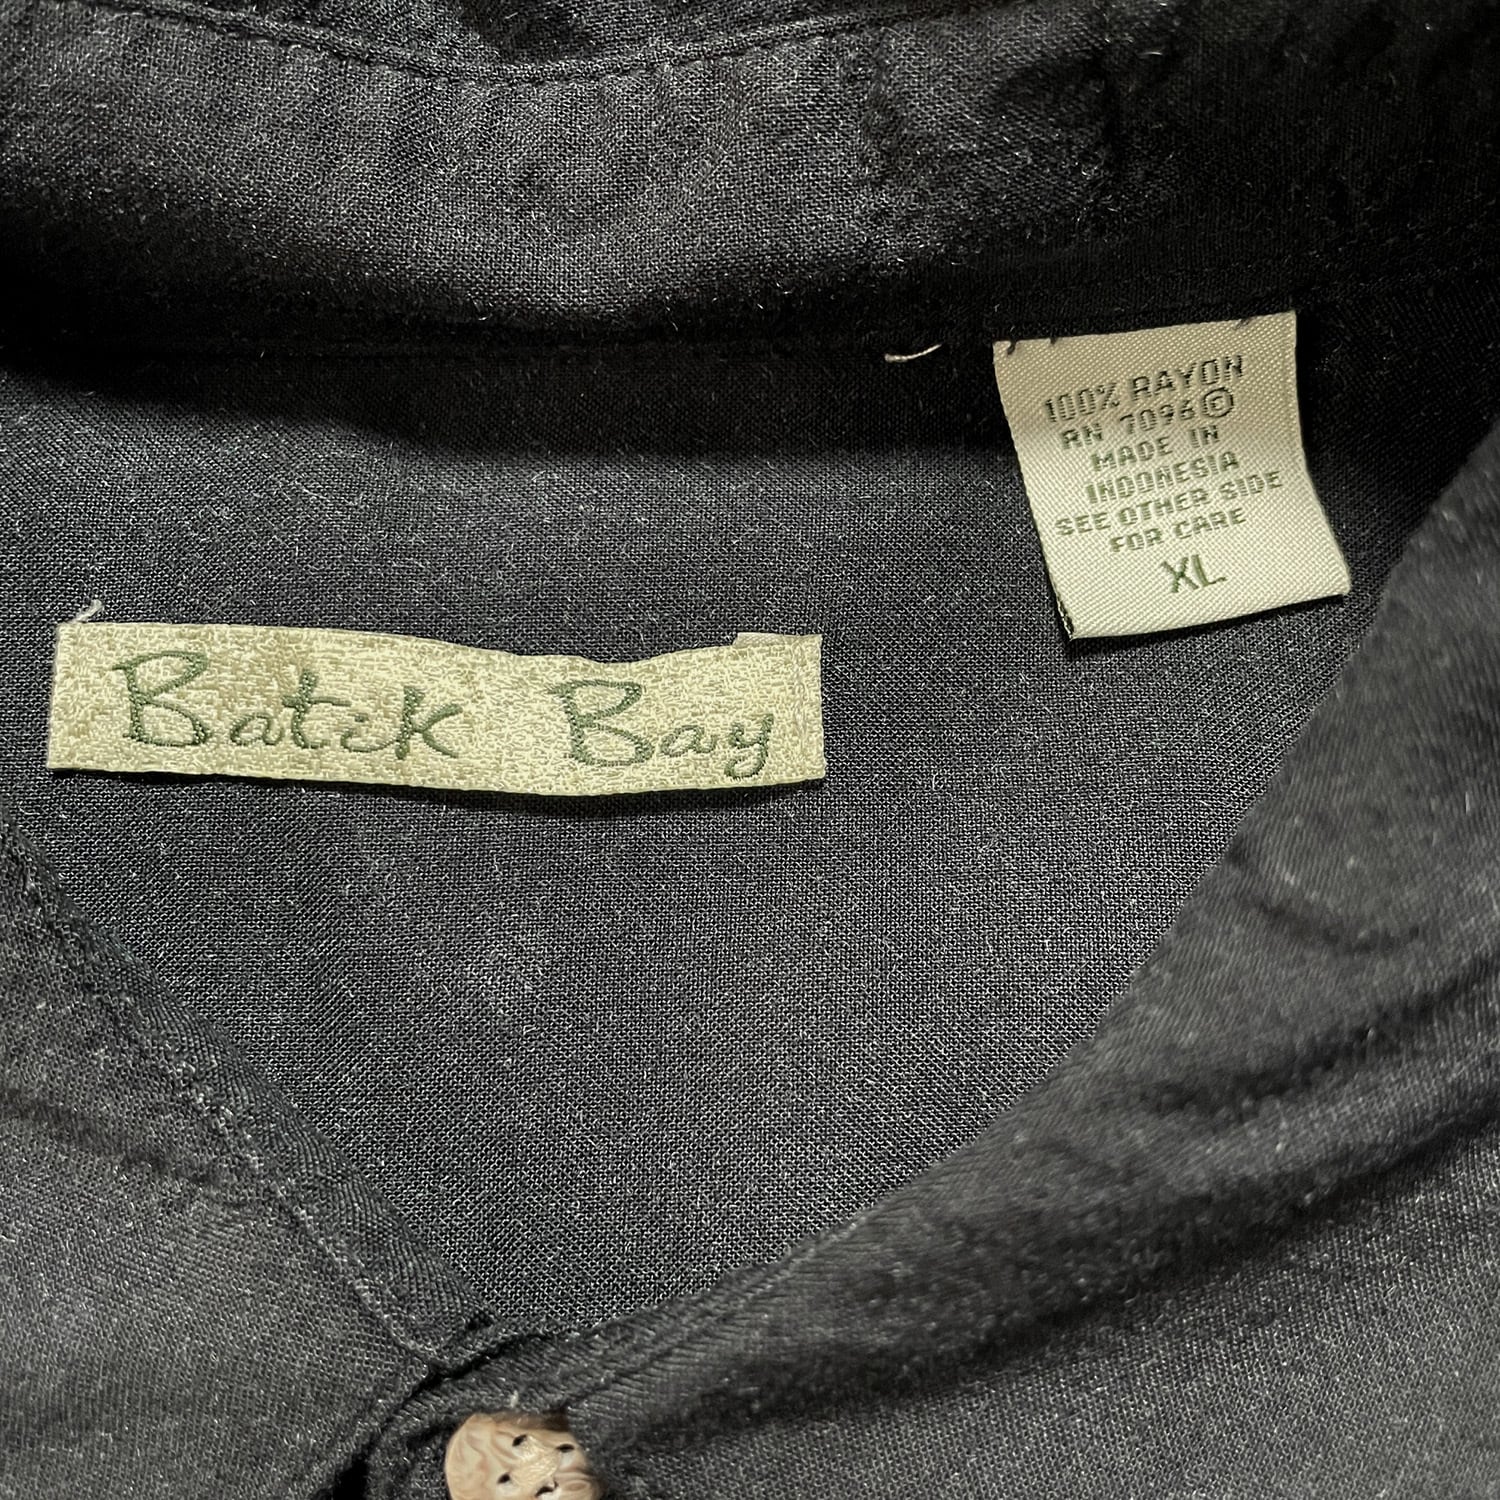 Batik Bay
100% RAYON
RN 7096 ©
MADE IN
INDONESIA
SEE OTHER SIDE
FOR CARE
XL